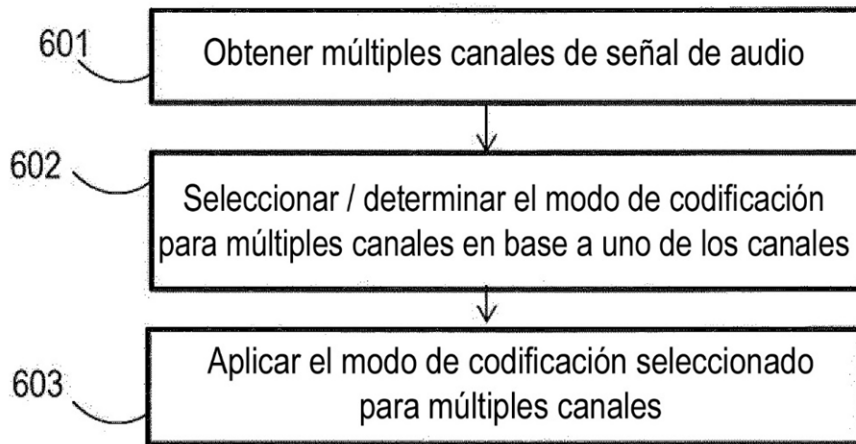 601
Obtener múltiples canales de señal de audio
602
Seleccionar / determinar el modo de codificación
para múltiples canales en base a uno de los canales
603
Aplicar el modo de codificación seleccionado
para múltiples canales